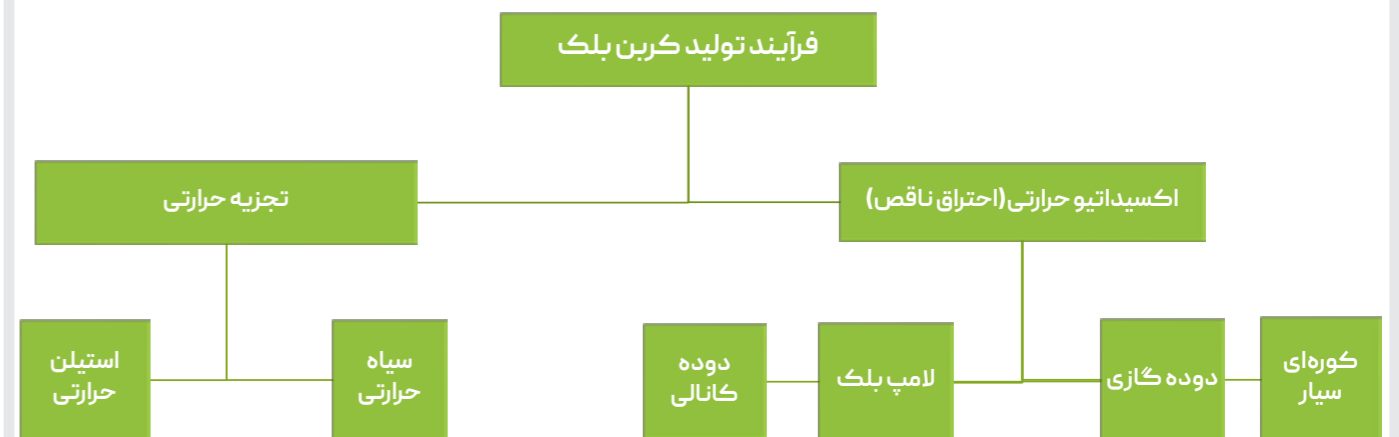 فرآیند تولید کربن بلک
اکسیداتیو حرارتی (احتراق ناقص)
تجزیه حرارتی
کوره‌ای
سیار
دوده گازی
لامپ بلک
دوده
کانالی
سیاه
حرارتی
استیلن
حرارتی